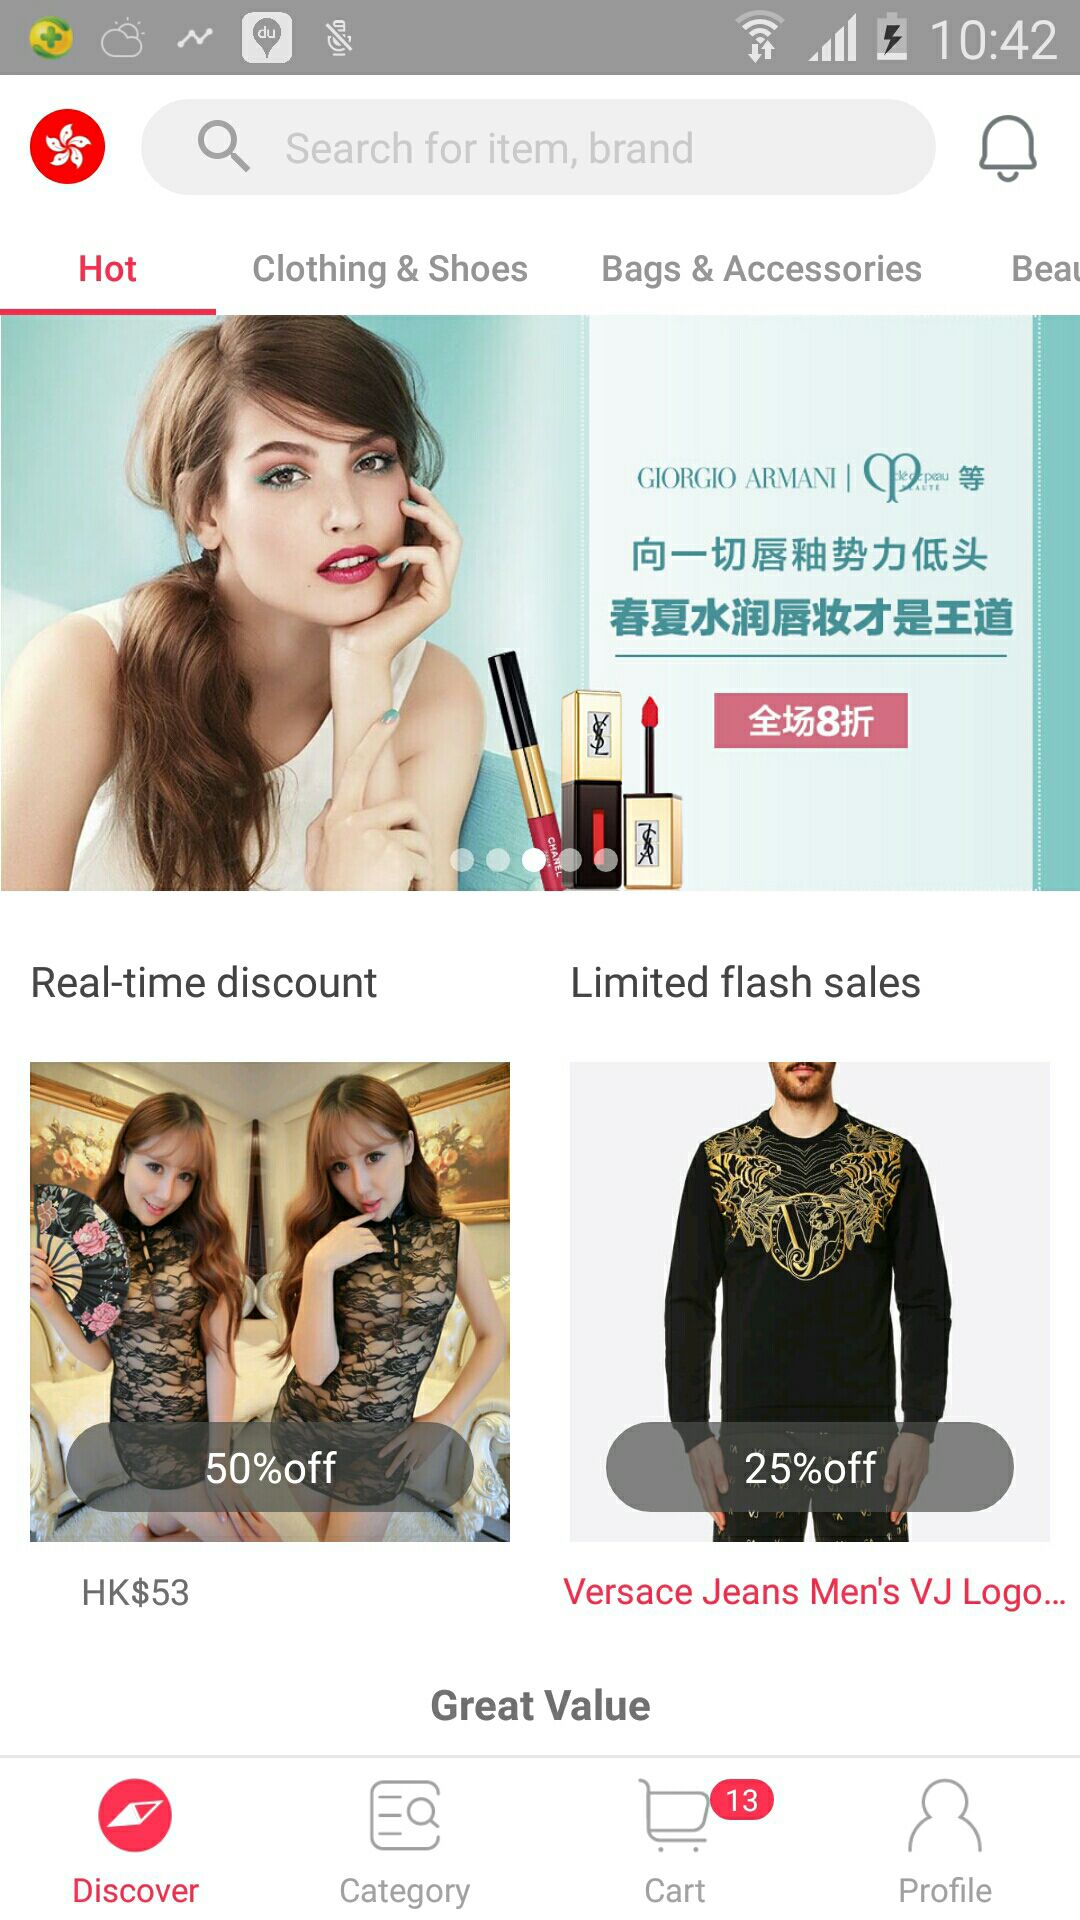 du
10:42
Search for item, brand
Hot
Clothing & Shoes
Bags & Accessories
Beau
GIORGIO ARMANI | clé de peau BEAUTÉ 等
向一切唇釉势力低头
春夏水润唇妆才是王道
全场8折
YSL
YSL
CHANEL
Real-time discount
Limited flash sales
50%off
25%off
HK$53
Versace Jeans Men's VJ Logo...
Great Value
13
Discover
Category
Cart
Profile